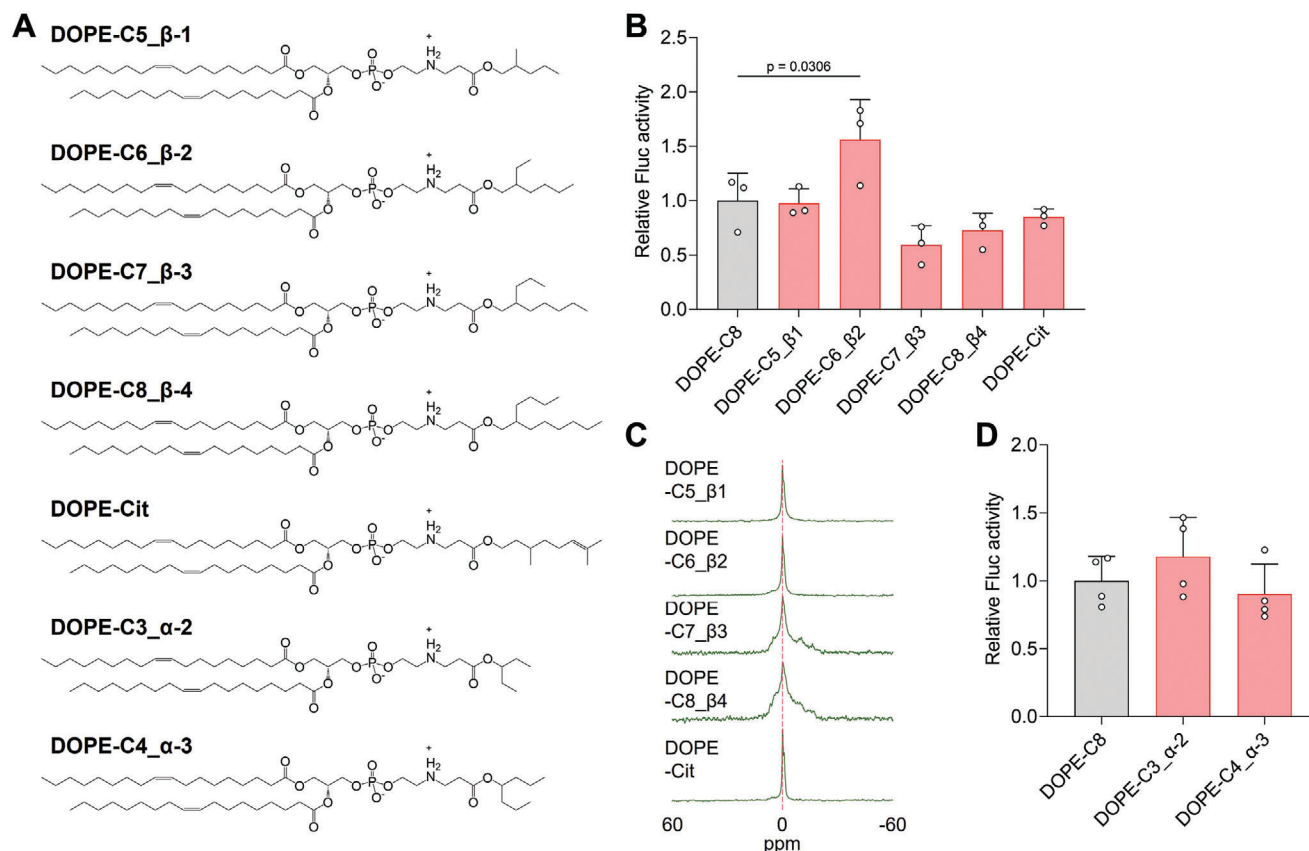 A
DOPE-C5_β-1
DOPE-C6_β-2
DOPE-C7_β-3
DOPE-C8_β-4
DOPE-Cit
DOPE-C3_α-2
DOPE-C4_α-3
B
Relative Fluc activity
2.5
2.0
1.5
1.0
0.5
0.0
p = 0.0306
DOPE-C8
DOPE-C5_β1
DOPE-C6_β2
DOPE-C7_β3
DOPE-C8_β4
DOPE-Cit
C
DOPE
-C5_β1
DOPE
-C6_β2
DOPE
-C7_β3
DOPE
-C8_β4
DOPE
-Cit
60 0 -60
ppm
D
Relative Fluc activity
2.0
1.5
1.0
0.5
0.0
DOPE-C8
DOPE-C3_α-2
DOPE-C4_α-3